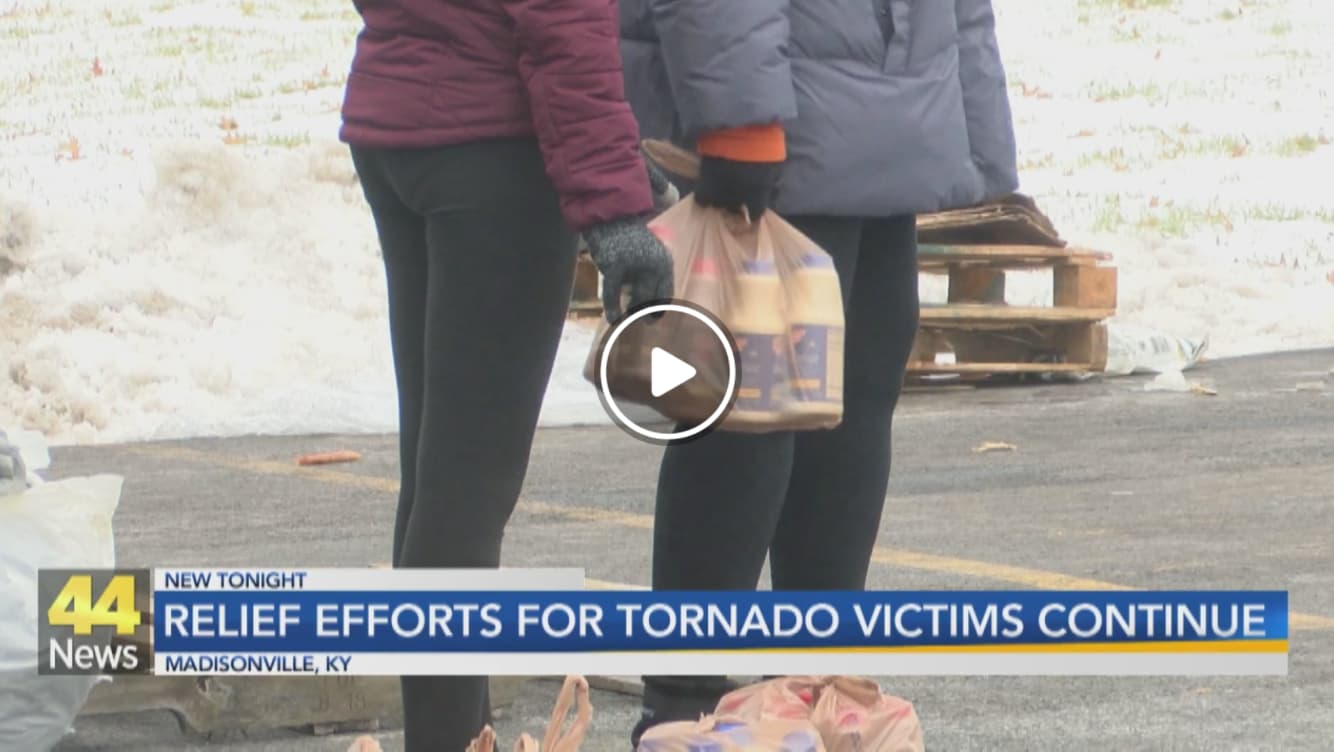 NEW TONIGHT
44
RELIEF EFFORTS FOR TORNADO VICTIMS CONTINUE
News
MADISONVILLE, KY